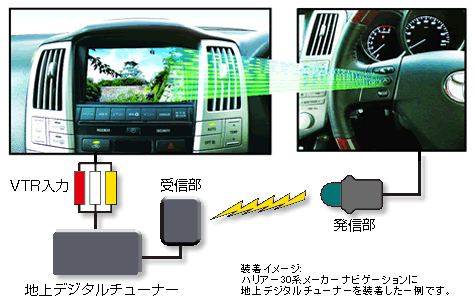 VTR入力
受信部
発信部
地上デジタルチューナー
装着イメージ:
ハリアー30系メーカーナビゲーションに
地上デジタルチューナーを装着した一例です。